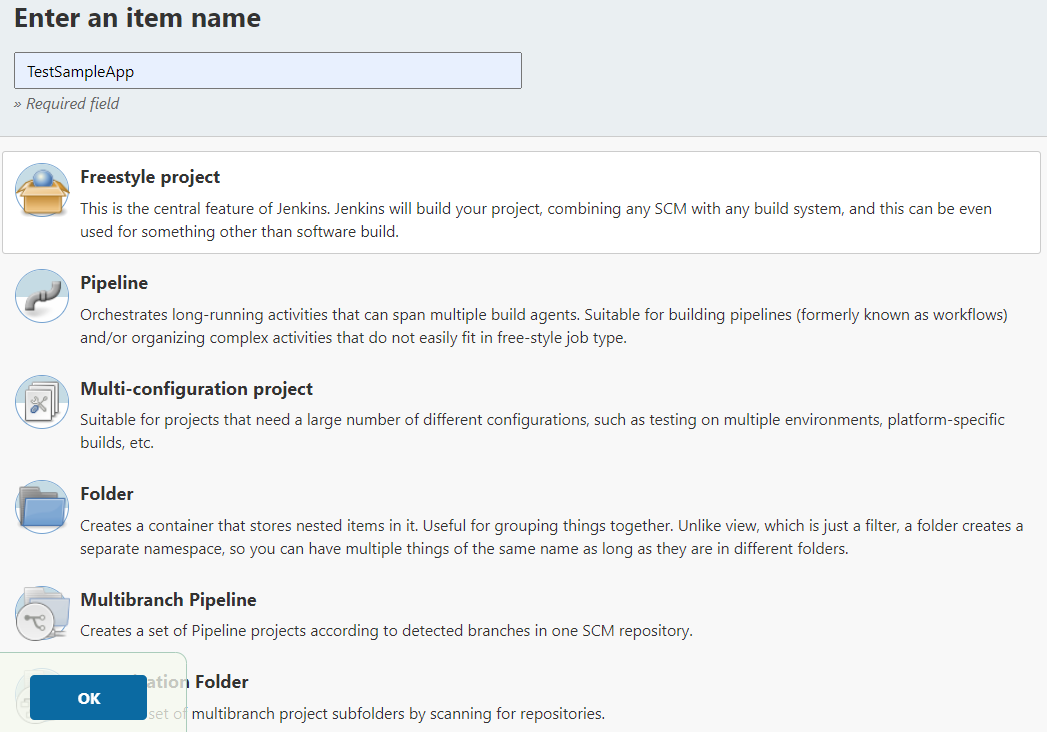 Enter an item name
TestSampleApp
» Required field
Freestyle project
This is the central feature of Jenkins. Jenkins will build your project, combining any SCM with any build system, and this can be even
used for something other than software build.
Pipeline
Orchestrates long-running activities that can span multiple build agents. Suitable for building pipelines (formerly known as workflows)
and/or organizing complex activities that do not easily fit in free-style job type.
Multi-configuration project
Suitable for projects that need a large number of different configurations, such as testing on multiple environments, platform-specific
builds, etc.
Folder
Creates a container that stores nested items in it. Useful for grouping things together. Unlike view, which is just a filter, a folder creates a
separate namespace, so you can have multiple things of the same name as long as they are in different folders.
Multibranch Pipeline
Creates a set of Pipeline projects according to detected branches in one SCM repository.
Folder
OK
set of multibranch project subfolders by scanning for repositories.